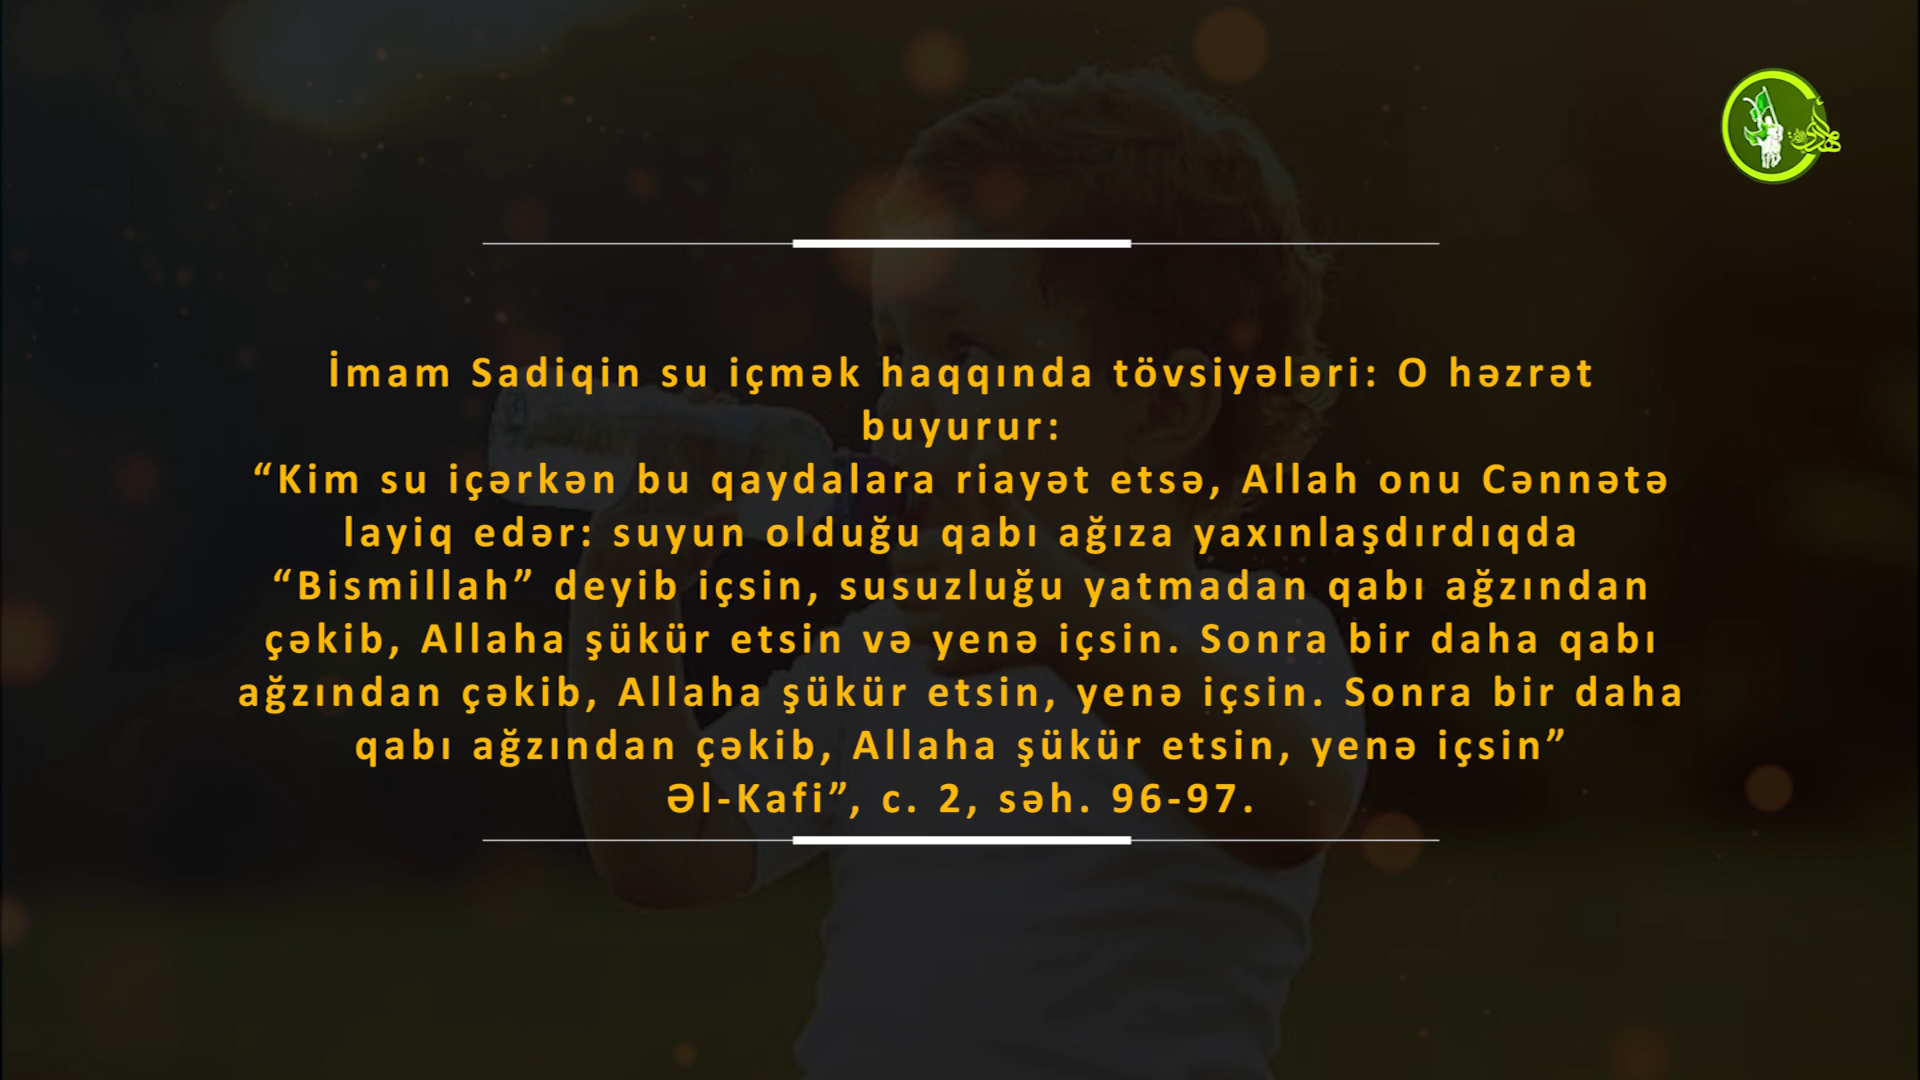 İmam Sadiqin su içmək haqqında tövsiyələri: O həzrət
buyurur:
“Kim su içərkən bu qaydalara riayət etsə, Allah onu Cənnətə
layiq edər: suyun olduğu qabı ağıza yaxınlaşdırdıqda
“Bismillah” deyib içsin, susuzluğu yatmadan qabı ağzından
çəkib, Allaha şükür etsin və yenə içsin. Sonra bir daha qabı
ağzından çəkib, Allaha şükür etsin, yenə içsin. Sonra bir daha
qabı ağzından çəkib, Allaha şükür etsin, yenə içsin”
Əl-Kafi”, c. 2, səh. 96-97.